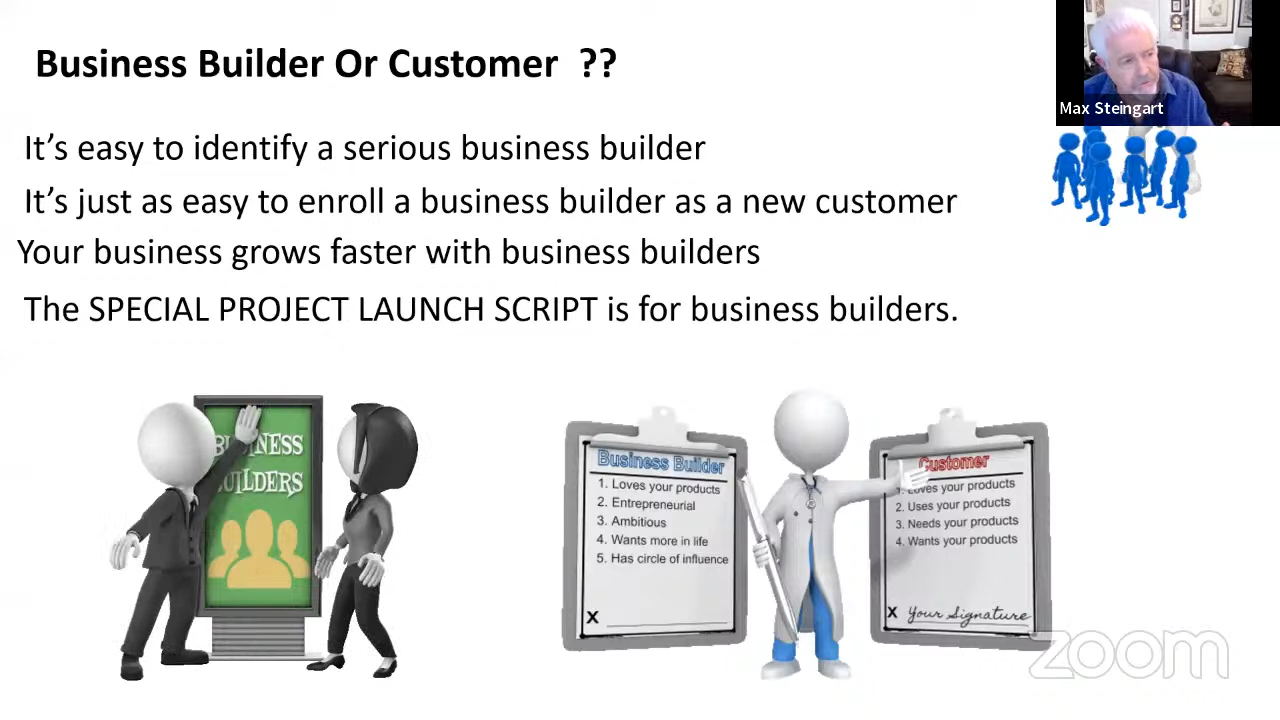 Business Builder Or Customer ??
Max Steingart
It’s easy to identify a serious business builder
It’s just as easy to enroll a business builder as a new customer
Your business grows faster with business builders
The SPECIAL PROJECT LAUNCH SCRIPT is for business builders.
BUSINESS
BUILDERS
Business Builder
1. Loves your products
2. Entrepreneurial
3. Ambitious
4. Wants more in life
5. Has circle of influence
X
Customer
1. Loves your products
2. Uses your products
3. Needs your products
4. Wants your products
X Your Signature
zoom